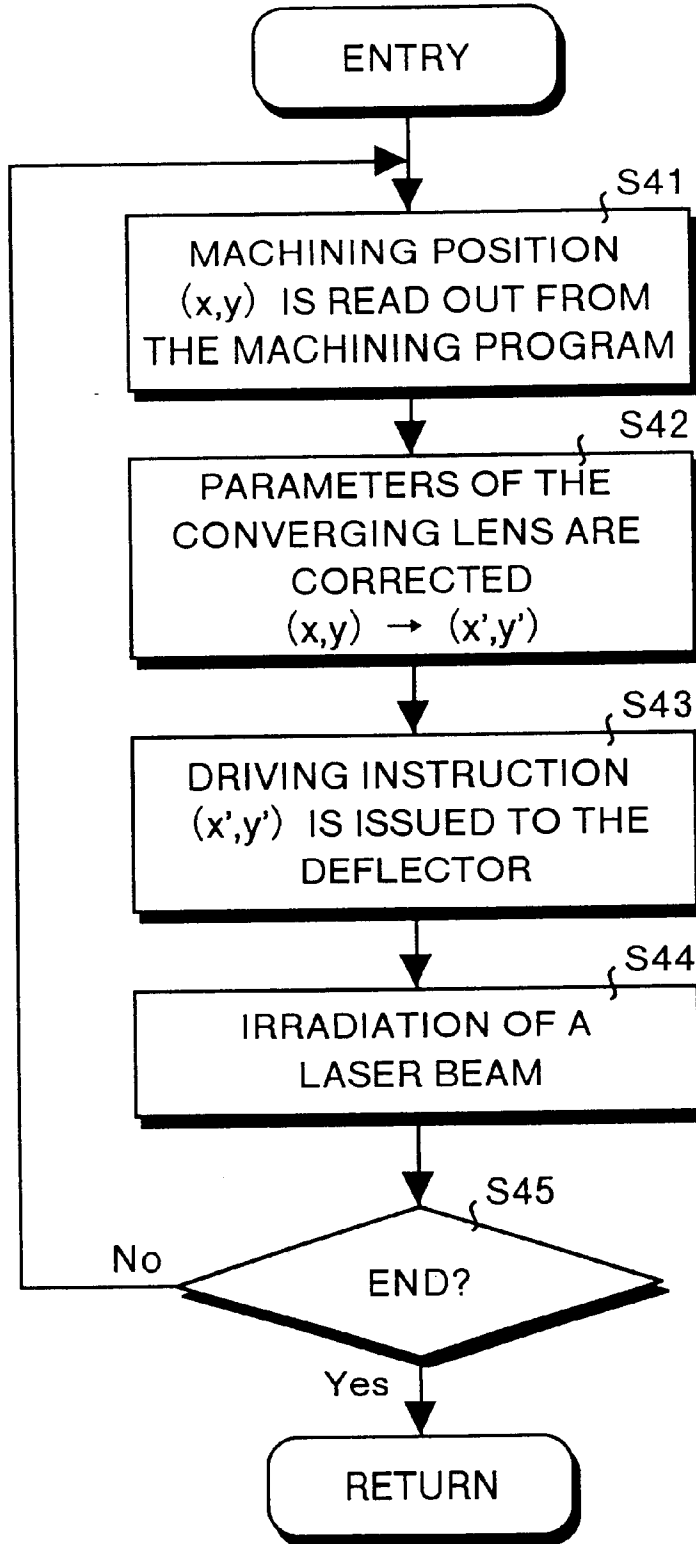 ENTRY
S41
MACHINING POSITION
(x,y) IS READ OUT FROM
THE MACHINING PROGRAM
S42
PARAMETERS OF THE
CONVERGING LENS ARE
CORRECTED
(x,y) → (x',y')
S43
DRIVING INSTRUCTION
(x',y') IS ISSUED TO THE
DEFLECTOR
S44
IRRADIATION OF A
LASER BEAM
S45
END?
No
Yes
RETURN